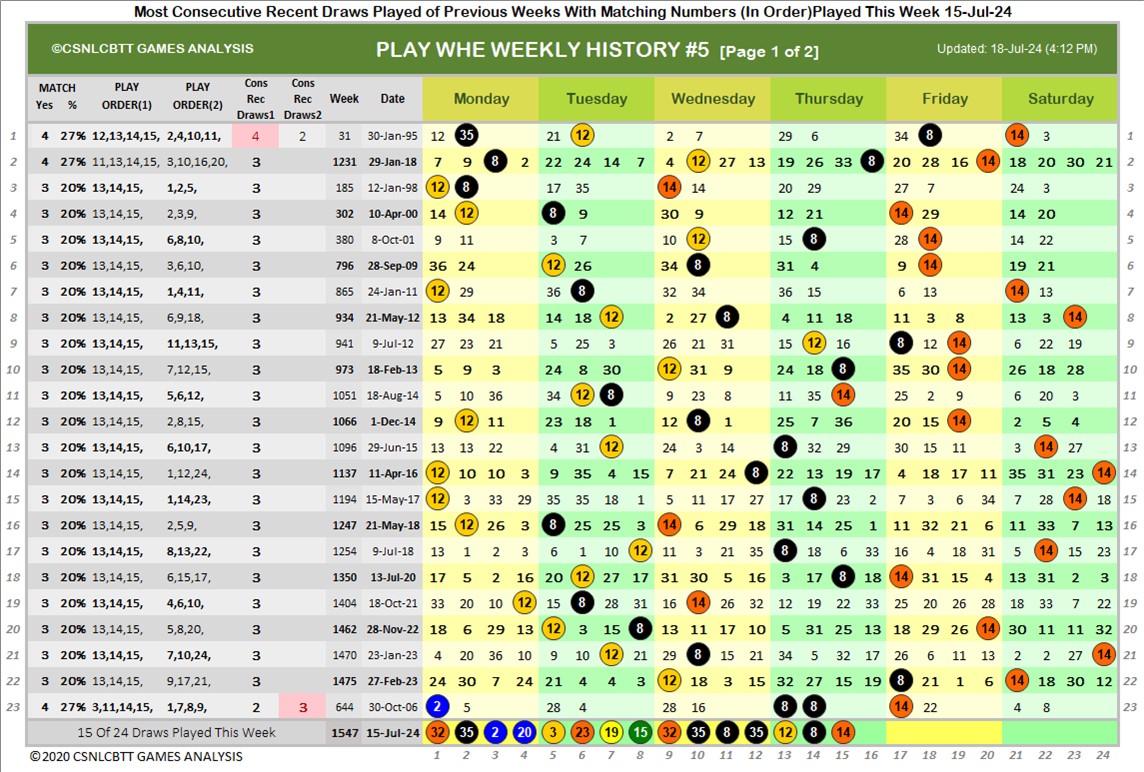 Most Consecutive Recent Draws Played of Previous Weeks With Matching Numbers (In Order)Played This Week 15-Jul-24
©CSNLCBTT GAMES ANALYSIS PLAY WHE WEEKLY HISTORY #5 [Page 1 of 2] Updated: 18-Jul-24 (4:12 PM)
MATCH Yes % PLAY ORDER(1) PLAY ORDER(2) Cons Rec Draws1 Cons Rec Draws2 Week Date Monday Tuesday Wednesday Thursday Friday Saturday
1 4 27% 12,13,14,15, 2,4,10,11, 4 2 31 30-Jan-95 12 35 21 12 2 7 29 6 34 8 14 3 1
2 4 27% 11,13,14,15, 3,10,16,20, 3 1231 29-Jan-18 7 9 8 2 22 24 14 7 4 12 27 13 19 26 33 8 20 28 16 14 18 20 30 21 2
3 3 20% 13,14,15, 1,2,5, 3 185 12-Jan-98 12 8 17 35 14 14 20 29 27 7 24 3 3
4 3 20% 13,14,15, 2,3,9, 3 302 10-Apr-00 14 12 8 9 30 9 12 21 14 29 14 20 4
5 3 20% 13,14,15, 6,8,10, 3 380 8-Oct-01 9 11 3 7 10 12 15 8 28 14 14 22 5
6 3 20% 13,14,15, 3,6,10, 3 796 28-Sep-09 36 24 12 26 34 8 31 4 9 14 19 21 6
7 3 20% 13,14,15, 1,4,11, 3 865 24-Jan-11 12 29 36 8 32 34 36 15 6 13 14 13 7
8 3 20% 13,14,15, 6,9,18, 3 934 21-May-12 13 34 18 14 18 12 2 27 8 4 11 18 11 3 8 13 3 14 8
9 3 20% 13,14,15, 11,13,15, 3 941 9-Jul-12 27 23 21 5 25 3 26 21 31 14 12 16 8 12 14 6 22 19 9
10 3 20% 13,14,15, 7,12,15, 3 973 18-Feb-13 5 9 3 24 8 30 12 31 9 24 18 8 35 30 14 26 18 28 10
11 3 20% 13,14,15, 5,6,12, 3 1051 18-Aug-14 5 10 36 34 12 8 9 23 8 11 35 14 25 2 9 6 20 3 11
12 3 20% 13,14,15, 2,8,15, 3 1066 1-Dec-14 9 12 11 23 18 1 12 8 1 25 7 36 20 15 14 2 5 4 12
13 3 20% 13,14,15, 6,10,17, 3 1096 29-Jun-15 13 13 22 4 31 12 24 3 14 8 32 29 30 15 11 3 14 27 13
14 3 20% 13,14,15, 1,12,24, 3 1137 11-Apr-16 12 10 10 3 9 35 4 15 7 21 24 8 22 13 19 17 4 18 17 11 35 31 23 14 14
15 3 20% 13,14,15, 1,14,23, 3 1194 15-May-17 12 3 33 29 35 35 18 1 5 11 17 27 17 8 23 2 7 3 6 34 7 28 14 18 15
16 3 20% 13,14,15, 2,5,9, 3 1247 21-May-18 15 12 26 3 8 25 25 3 14 6 29 18 31 14 25 1 11 32 21 6 11 33 7 13 16
17 3 20% 13,14,15, 8,13,22, 3 1254 9-Jul-18 13 1 2 3 6 1 10 12 11 3 21 35 8 18 6 33 16 4 18 31 5 14 15 23 17
18 3 20% 13,14,15, 6,15,17, 3 1350 13-Jul-20 17 5 2 16 20 12 27 17 31 30 5 16 3 17 8 18 14 31 15 4 13 31 2 3 18
19 3 20% 13,14,15, 4,6,10, 3 1404 18-Oct-21 33 20 10 12 15 8 28 31 16 14 26 32 12 19 22 33 25 20 26 28 18 33 7 22 19
20 3 20% 13,14,15, 5,8,20, 3 1462 28-Nov-22 18 6 29 13 12 3 15 8 13 11 17 10 5 31 25 13 18 29 26 14 30 11 11 32 20
21 3 20% 13,14,15, 7,10,24, 3 1470 23-Jan-23 4 20 36 10 9 10 12 21 29 8 15 21 34 5 32 17 26 6 11 13 2 2 27 14 21
22 3 20% 13,14,15, 9,17,21, 3 1475 27-Feb-23 24 30 7 24 21 4 4 3 12 18 3 15 32 27 15 19 8 21 1 6 14 18 30 12 22
23 4 27% 3,11,14,15, 1,7,8,9, 2 3 644 30-Oct-06 2 5 28 4 28 16 8 8 14 22 4 8 23
15 Of 24 Draws Played This Week 1547 15-Jul-24 32 35 2 20 3 23 19 15 32 35 8 35 12 8 14
©2020 CSNLCBTT GAMES ANALYSIS 1 2 3 4 5 6 7 8 9 10 11 12 13 14 15 16 17 18 19 20 21 22 23 24